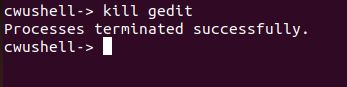 cwushell-> kill gedit
Processes terminated successfully.
cwushell->